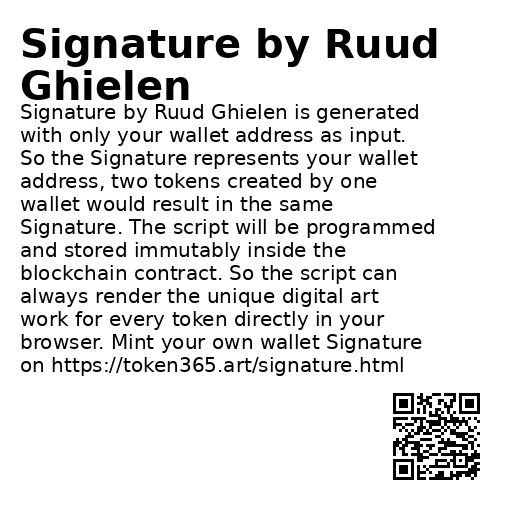 Signature by Ruud
Ghielen
Signature by Ruud Ghielen is generated
with only your wallet address as input.
So the Signature represents your wallet
address, two tokens created by one
wallet would result in the same
Signature. The script will be programmed
and stored immutably inside the
blockchain contract. So the script can
always render the unique digital art
work for every token directly in your
browser. Mint your own wallet Signature
on https://token365.art/signature.html